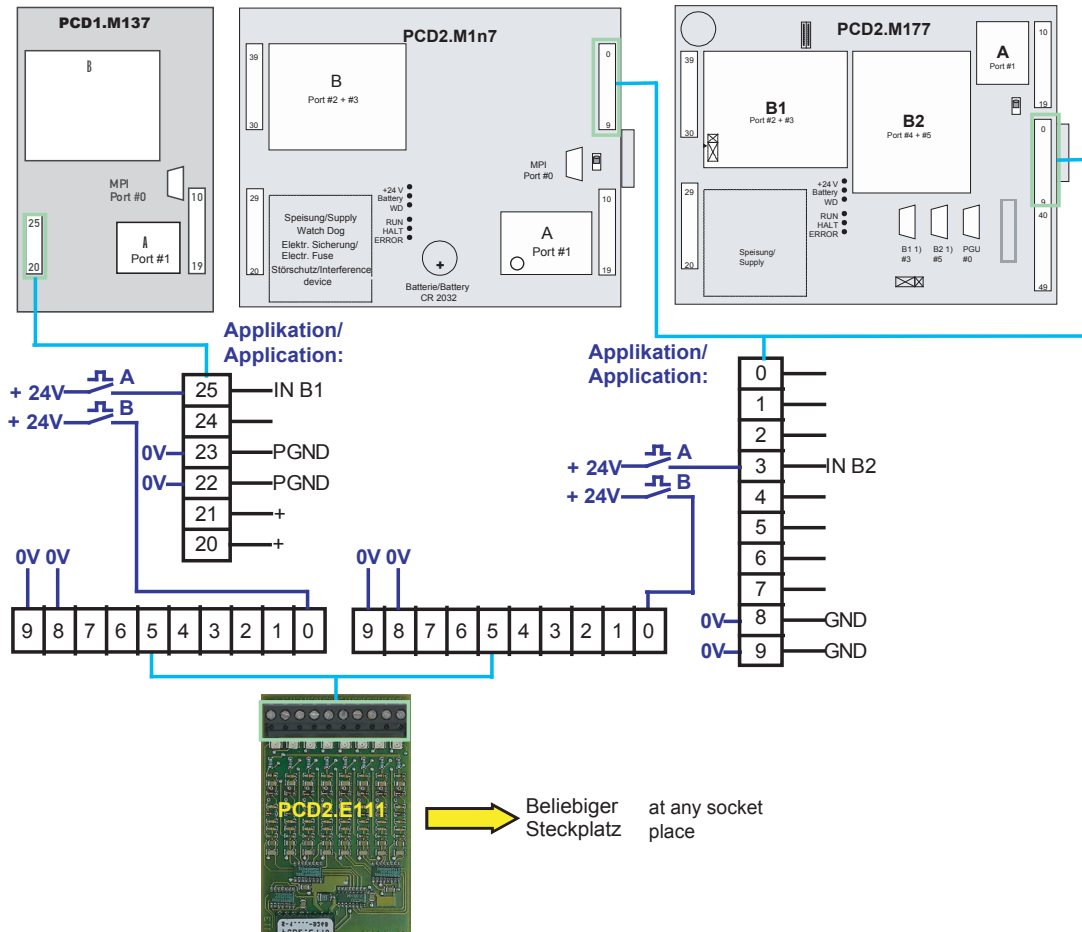 PCD1.M137
B
MPI
Port #0
25
20
A
Port #1
10
19
PCD2.M1n7
39
30
B
Port #2 + #3
0
9
MPI
Port #0
29
20
Speisung/Supply
Watch Dog
Elektr. Sicherung/
Electr. Fuse
Störschutz/Interference
device
+24 V
Battery
WD
RUN
HALT
ERROR
+
Batterie/Battery
CR 2032
A
Port #1
10
19
PCD2.M177
39
30
B1
Port #2 + #3
B2
Port #4 + #5
A
Port #1
10
19
0
9
40
49
29
20
Speisung/
Supply
+24 V
Battery
WD
RUN
HALT
ERROR
B1 1)
#3
B2 1)
#5
PGU
#0
Applikation/
Application:
+ 24V A
+ 24V B
25 IN B1
24
0V 23 PGND
0V 22 PGND
21 +
20 +
0V 0V
9 8 7 6 5 4 3 2 1 0
Applikation/
Application:
0
1
2
+ 24V A 3 IN B2
+ 24V B 4
5
6
7
0V 8 GND
0V 9 GND
0V 0V
9 8 7 6 5 4 3 2 1 0
PCD2.E111
Beliebiger at any socket
Steckplatz place